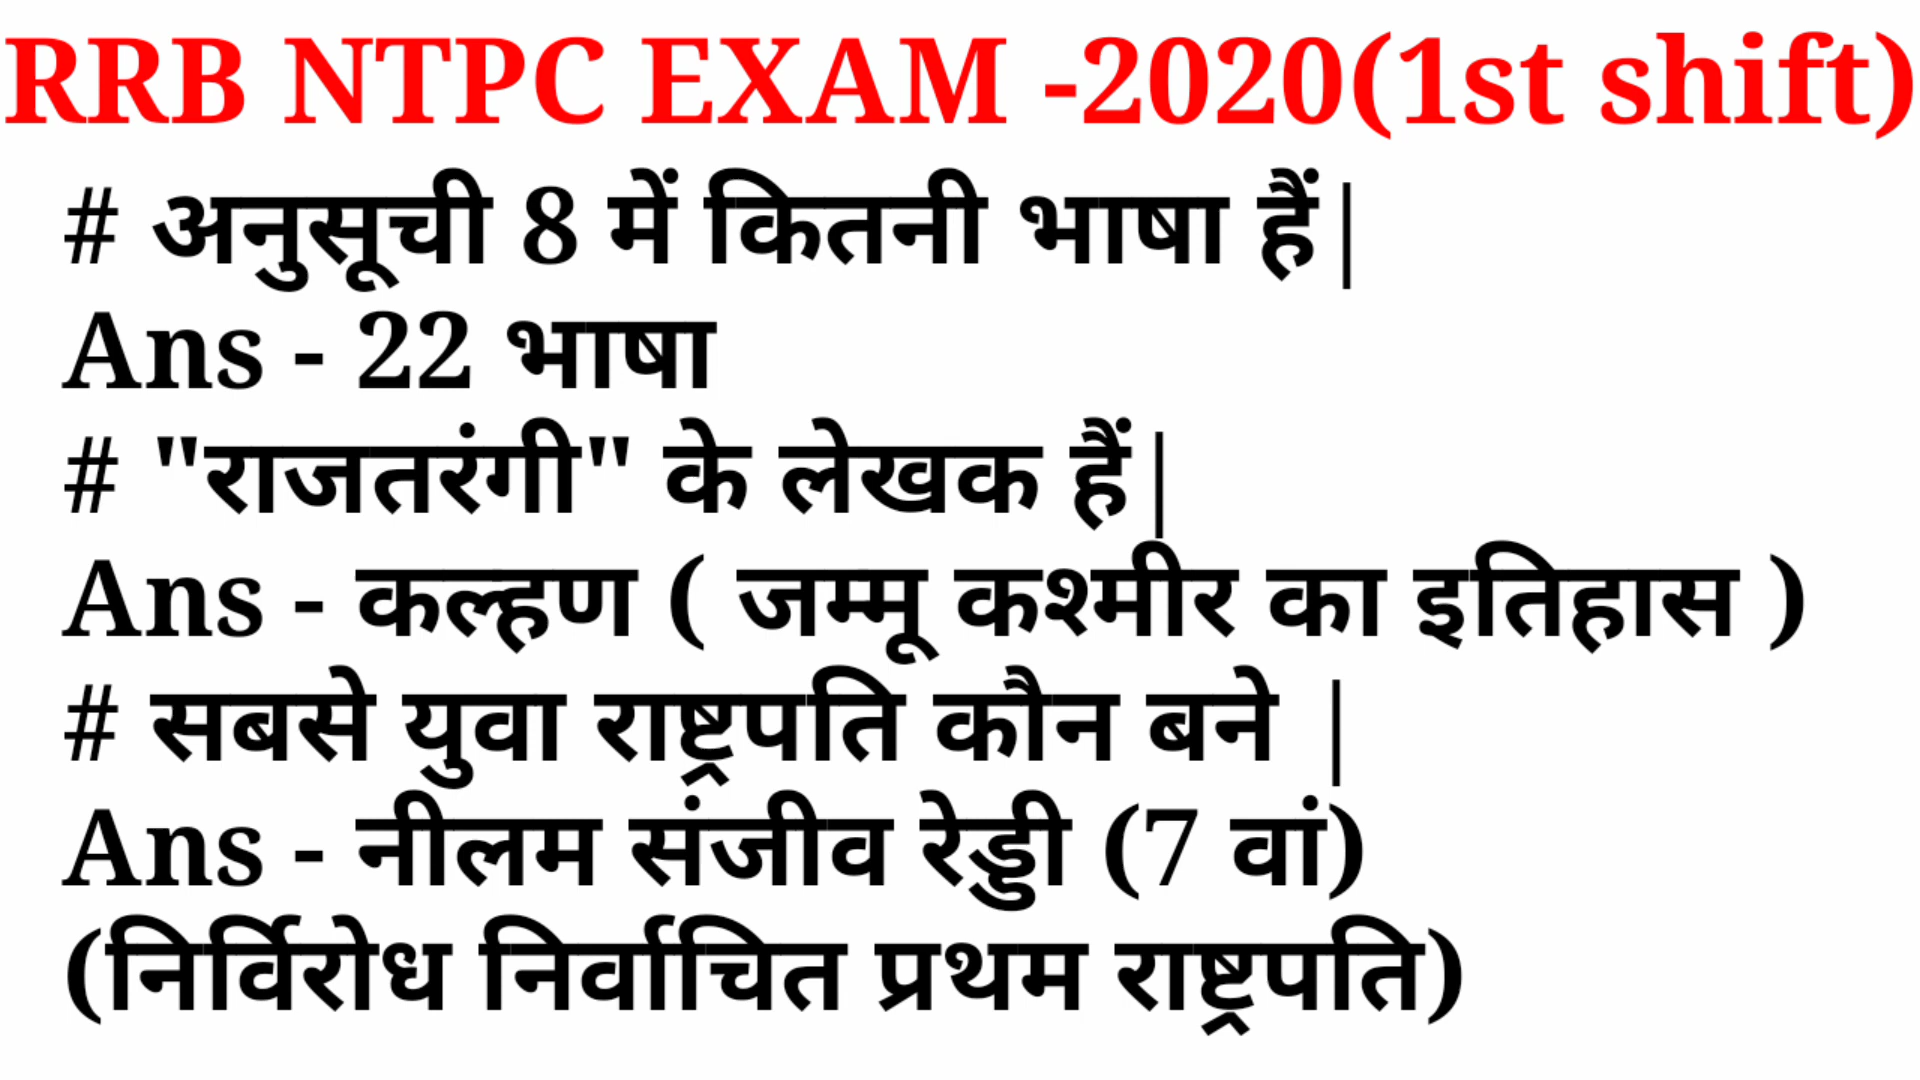 RRB NTPC EXAM -2020(1st shift)
# अनुसूची 8 में कितनी भाषा हैं|
Ans - 22 भाषा
# "राजतरंगी" के लेखक हैं|
Ans - कल्हण ( जम्मू कश्मीर का इतिहास )
# सबसे युवा राष्ट्रपति कौन बने |
Ans - नीलम संजीव रेड्डी (7 वां)
(निर्विरोध निर्वाचित प्रथम राष्ट्रपति)